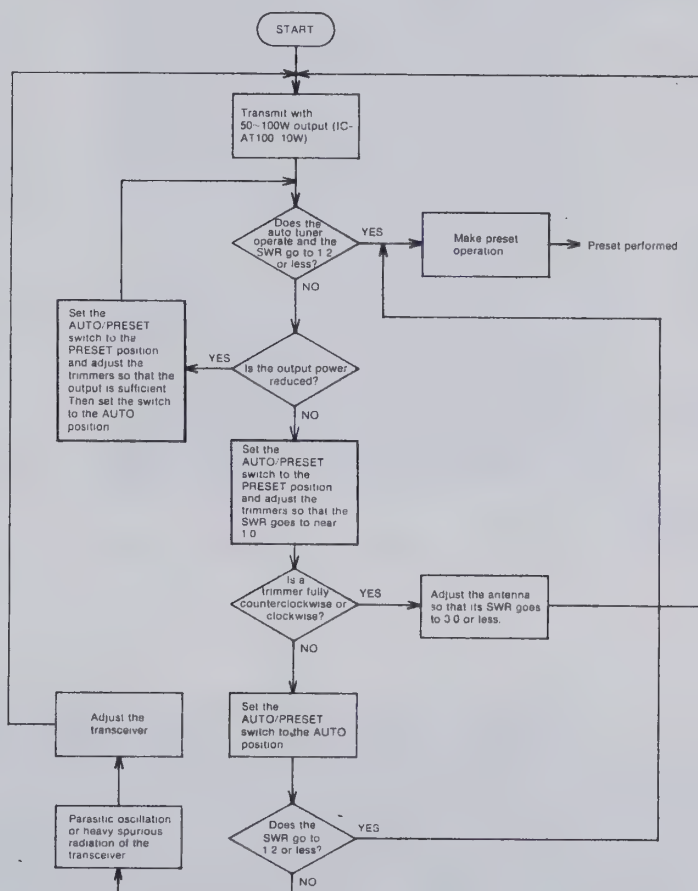 START
Transmit with
50~100W output (IC-
AT100 10W)
Does the
auto tuner
operate and the
SWR go to 1 2
or less?
YES
Make preset
operation
Preset performed
NO
Set the
AUTO/PRESET
switch to the
PRESET position
and adjust the
trimmers so that the
output is sufficient
Then set the switch
to the AUTO
position
YES
Is the output power
reduced?
NO
Set the
AUTO/PRESET
switch to the
PRESET position
and adjust the
trimmers so that the
SWR goes to near
1 0
Is a
trimmer fully
counterclockwise or
clockwise?
YES
Adjust the antenna
so that its SWR goes
to 3 0 or less.
NO
Set the
AUTO/PRESET
switch to the AUTO
position
Adjust the
transceiver
Parasitic oscillation
or heavy spurious
radiation of the
transceiver
Does the
SWR go to
1 2 or less?
YES
NO